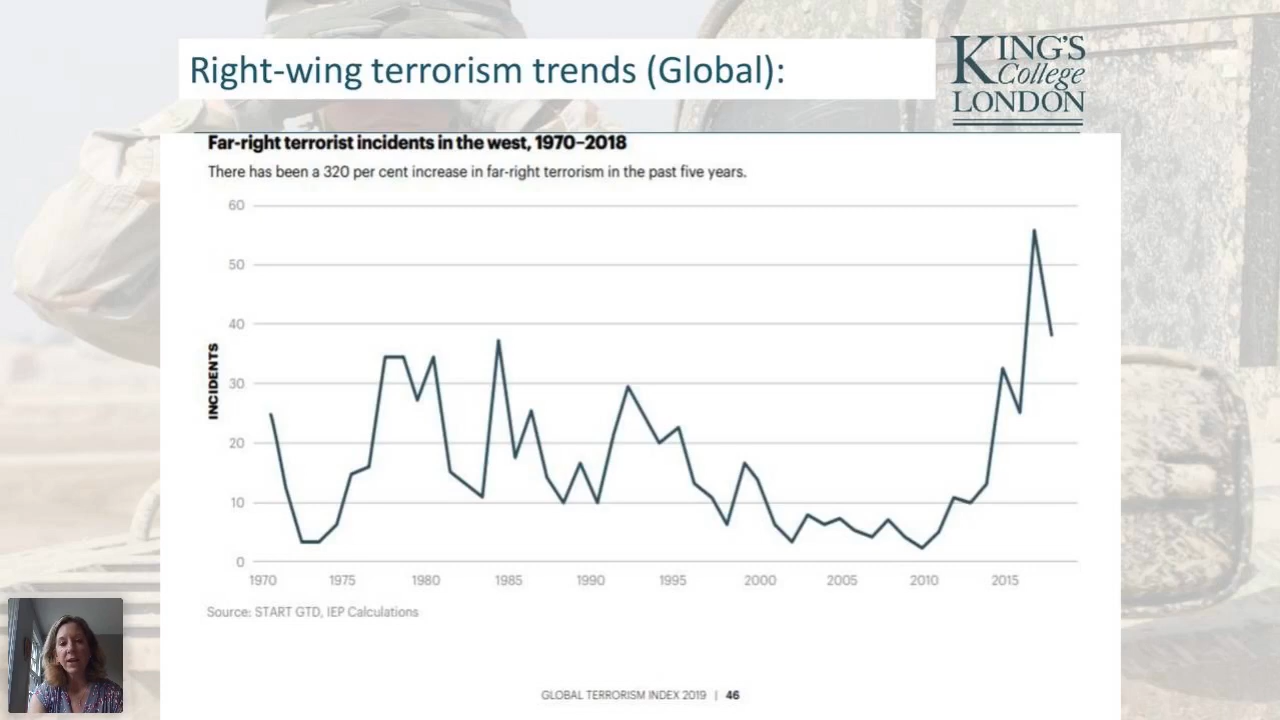 Right-wing terrorism trends (Global):
KING'S
College
LONDON
Far-right terrorist incidents in the west, 1970–2018
There has been a 320 per cent increase in far-right terrorism in the past five years.
60
50
40
30
20
10
0
INCIDENTS
1970 1975 1980 1985 1990 1995 2000 2005 2010 2015
Source: START GTD, IEP Calculations
GLOBAL TERRORISM INDEX 2019 | 46